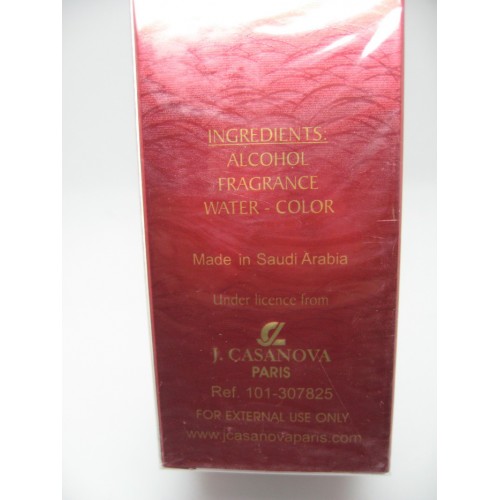 INGREDIENTS:
ALCOHOL
FRAGRANCE
WATER - COLOR
Made in Saudi Arabia
Under licence from
J. CASANOVA
PARIS
Ref. 101-307825
FOR EXTERNAL USE ONLY
www.jcasanovaparis.com